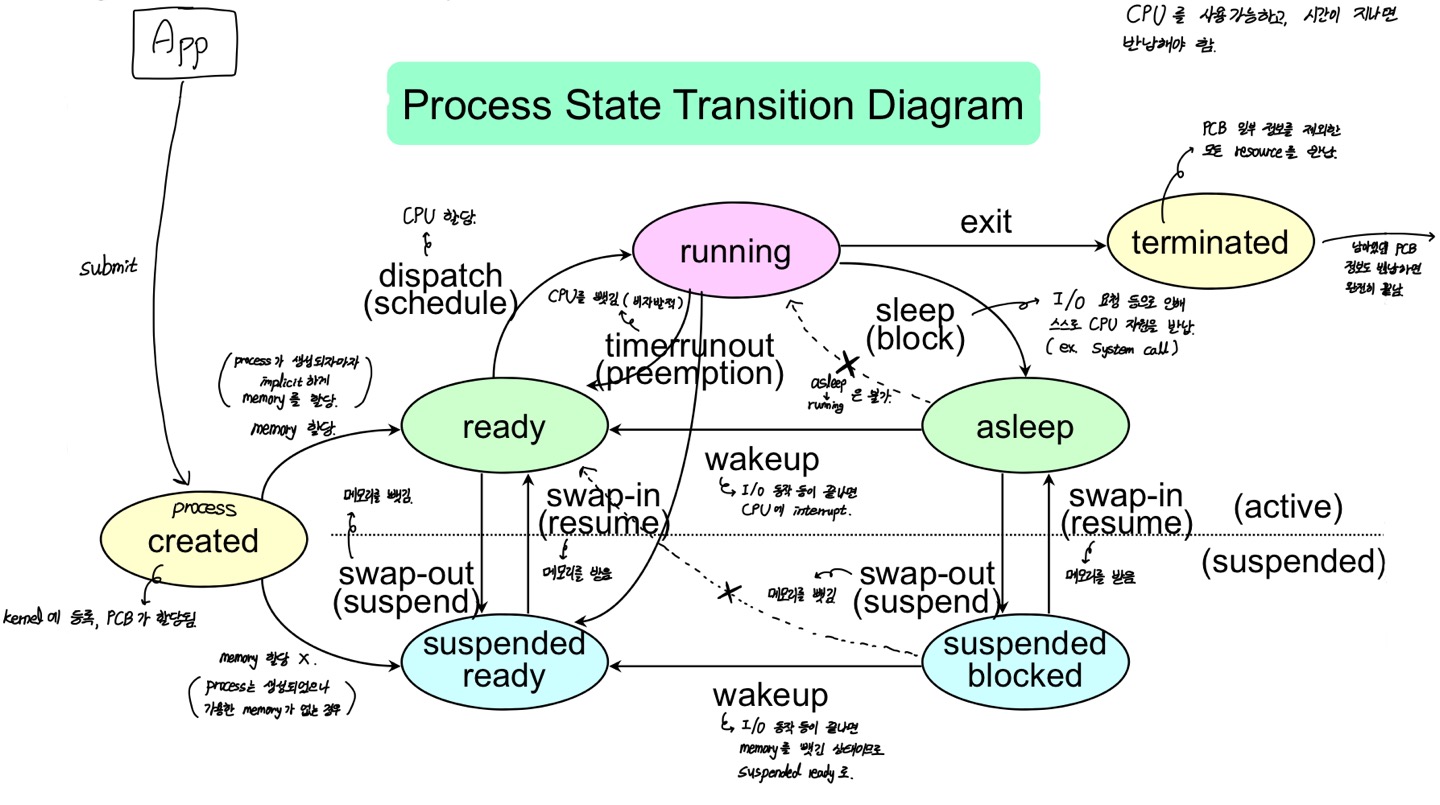 App
CPU를 사용가능하고, 시간이 지나면
반납해야 함.
Process State Transition Diagram
PCB 일부 정보를 제외한
모든 resource를 반납.
CPU 할당.
running
exit
terminated
submit
dispatch
(schedule)
CPU를 뺏김 (비자발적)
timerrunout
(preemption)
sleep
(block)
I/O 요청 등으로 인해
스스로 CPU 자원을 반납.
(ex. System call)
남아있던 PCB
정보도 반납하면
완전히 끝남
(process가 생성되자마자
implicit하게
memory를 할당.)
memory 할당.
asleep
↓
running
은 불가.
ready
asleep
wakeup
I/O 동작 등이 끝나면
CPU에 interrupt.
process
created
kernel에 등록, PCB가 할당됨
메모리를 뺏김.
swap-in
(resume)
메모리를 받음
swap-in
(resume)
메모리를 받음
(active)
(suspended)
swap-out
(suspend)
메모리를 뺏김
swap-out
(suspend)
suspended
ready
suspended
blocked
memory 할당 X.
(process는 생성되었으나
가용한 memory가 없는 경우)
wakeup
I/O 동작 등이 끝나면
memory를 뺏긴 상태이므로
suspended ready로.